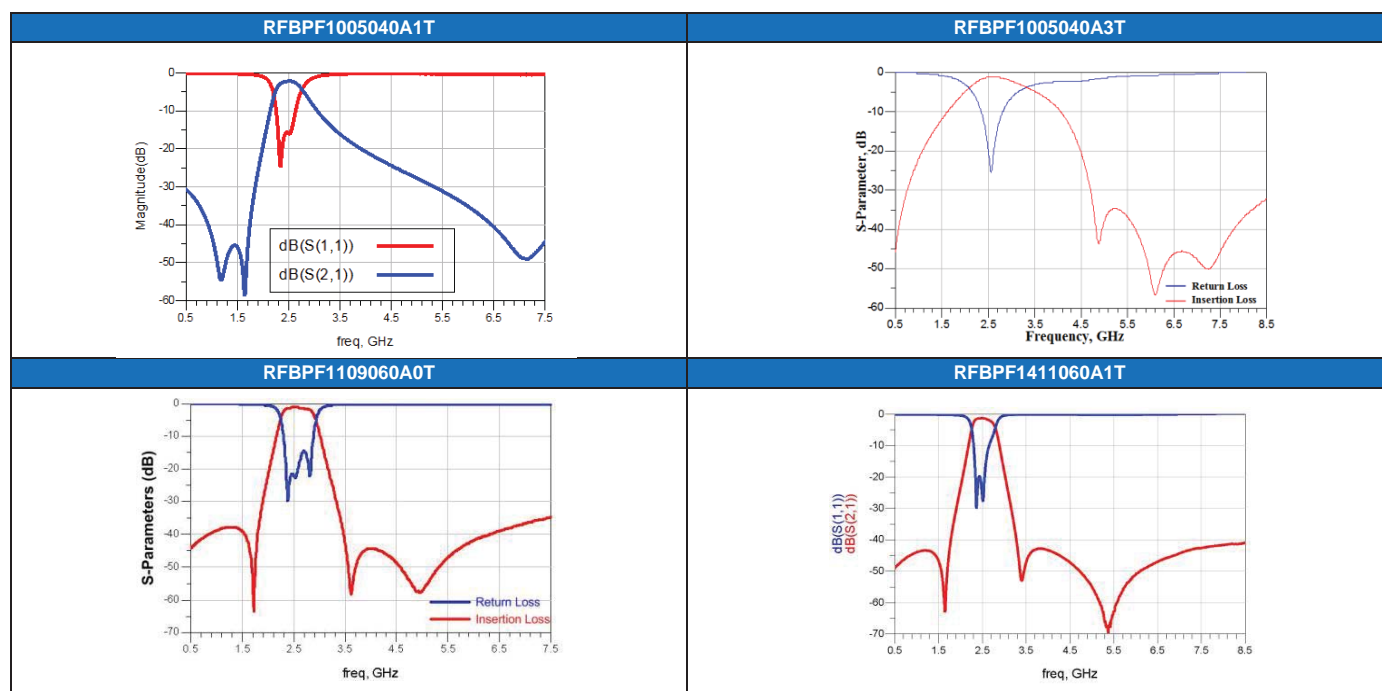 RFBPF1005040A1T
0
-10
-20
-30
-40
-50
-60
Magnitude(dB)
dB(S(1,1))
dB(S(2,1))
0.5 1.5 2.5 3.5 4.5 5.5 6.5 7.5
freq, GHz
RFBPF1005040A3T
0
-10
-20
-30
-40
-50
-60
S-Parameter, dB
Return Loss
Insertion Loss
0.5 1.5 2.5 3.5 4.5 5.5 6.5 7.5 8.5
Frequency, GHz
RFBPF1109060A0T
0
-10
-20
-30
-40
-50
-60
-70
S-Parameters (dB)
Return Loss
Insertion Loss
0.5 1.5 2.5 3.5 4.5 5.5 6.5 7.5
freq, GHz
RFBPF1411060A1T
0
-10
-20
-30
-40
-50
-60
-70
dB(S(1,1))
dB(S(2,1))
0.5 1.5 2.5 3.5 4.5 5.5 6.5 7.5 8.5
freq, GHz